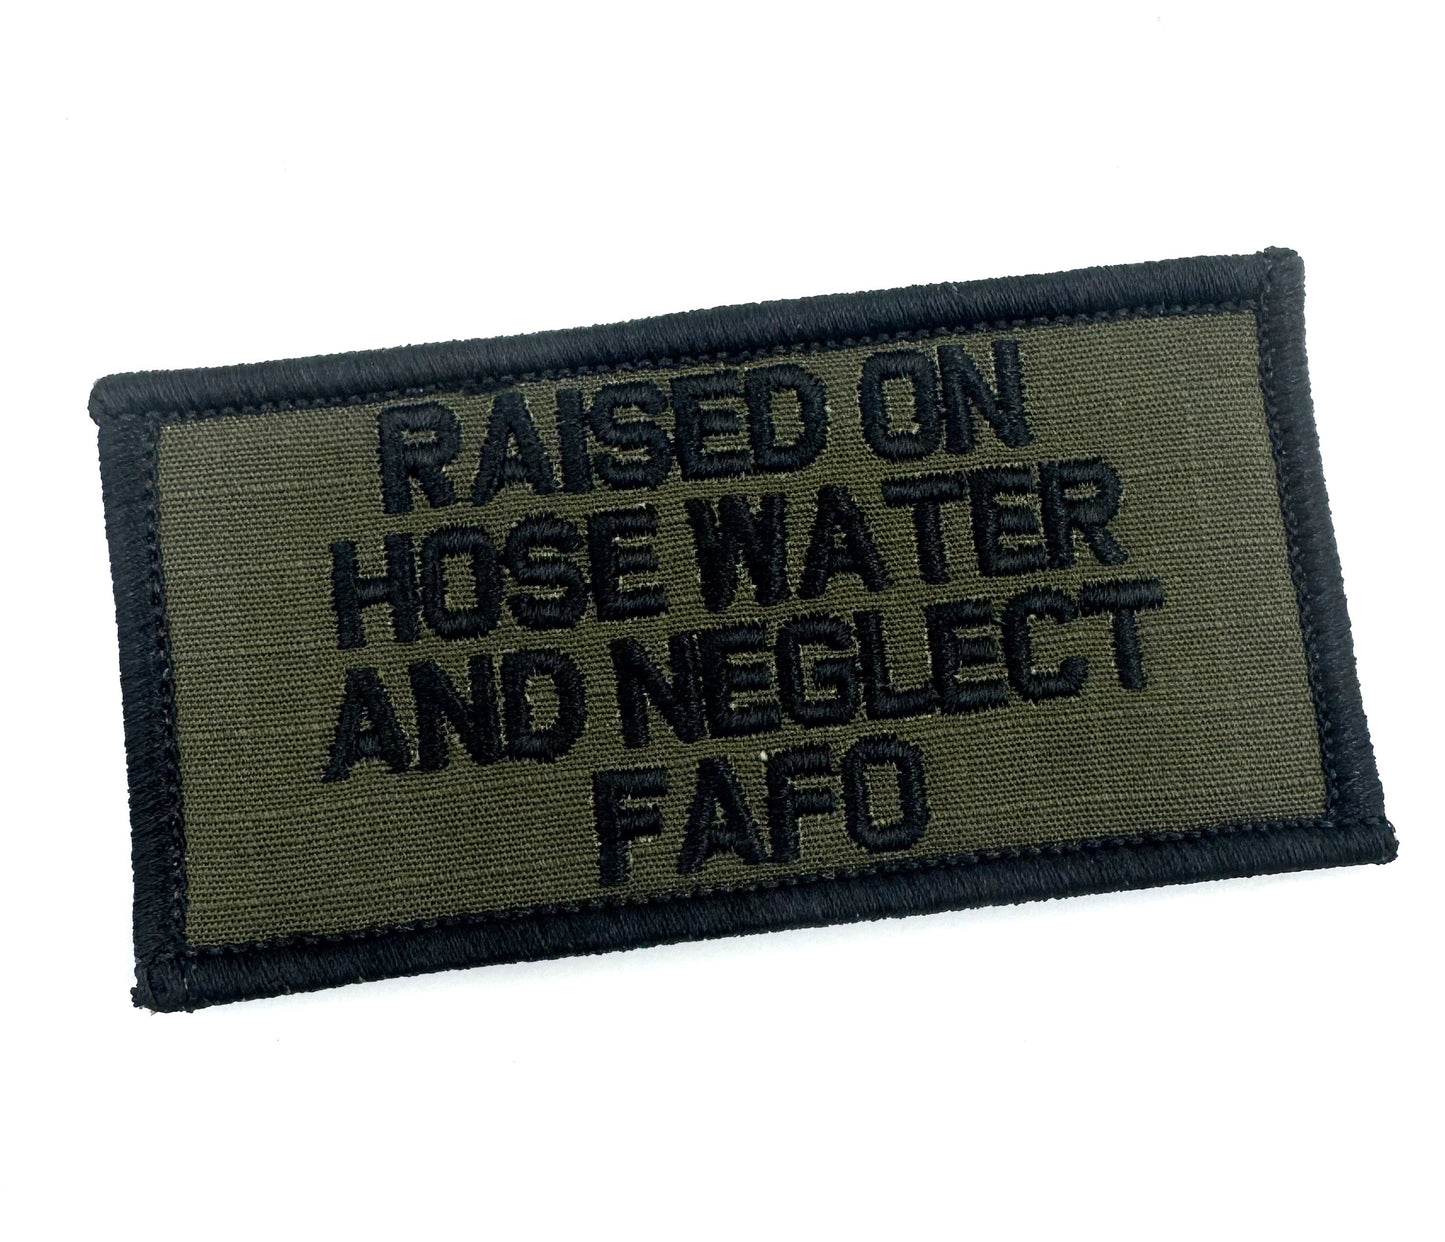 RAISED ON
HOSE WATER
AND NEGLECT
FAFO